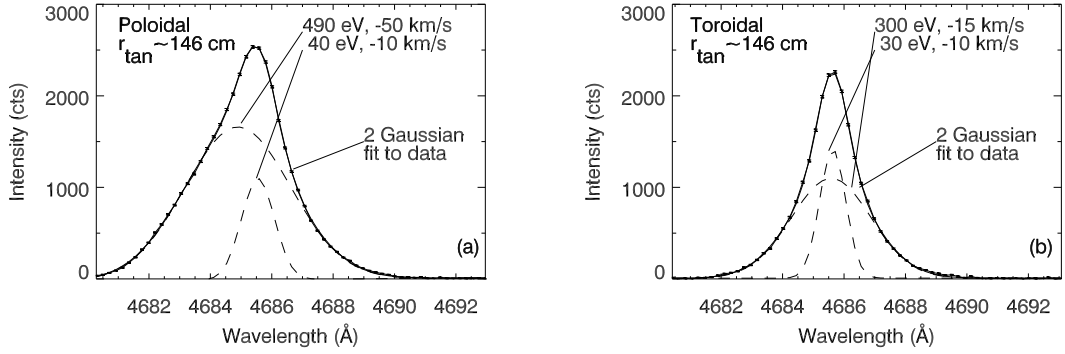 Poloidal
r
tan ~146 cm
490 eV, -50 km/s
40 eV, -10 km/s
2 Gaussian
fit to data
(a)
3000
2000
1000
0
Intensity (cts)
4682 4684 4686 4688 4690 4692
Wavelength (Å)
Toroidal
r
tan ~146 cm
300 eV, -15 km/s
30 eV, -10 km/s
2 Gaussian
fit to data
(b)
3000
2000
1000
0
Intensity (cts)
4682 4684 4686 4688 4690 4692
Wavelength (Å)